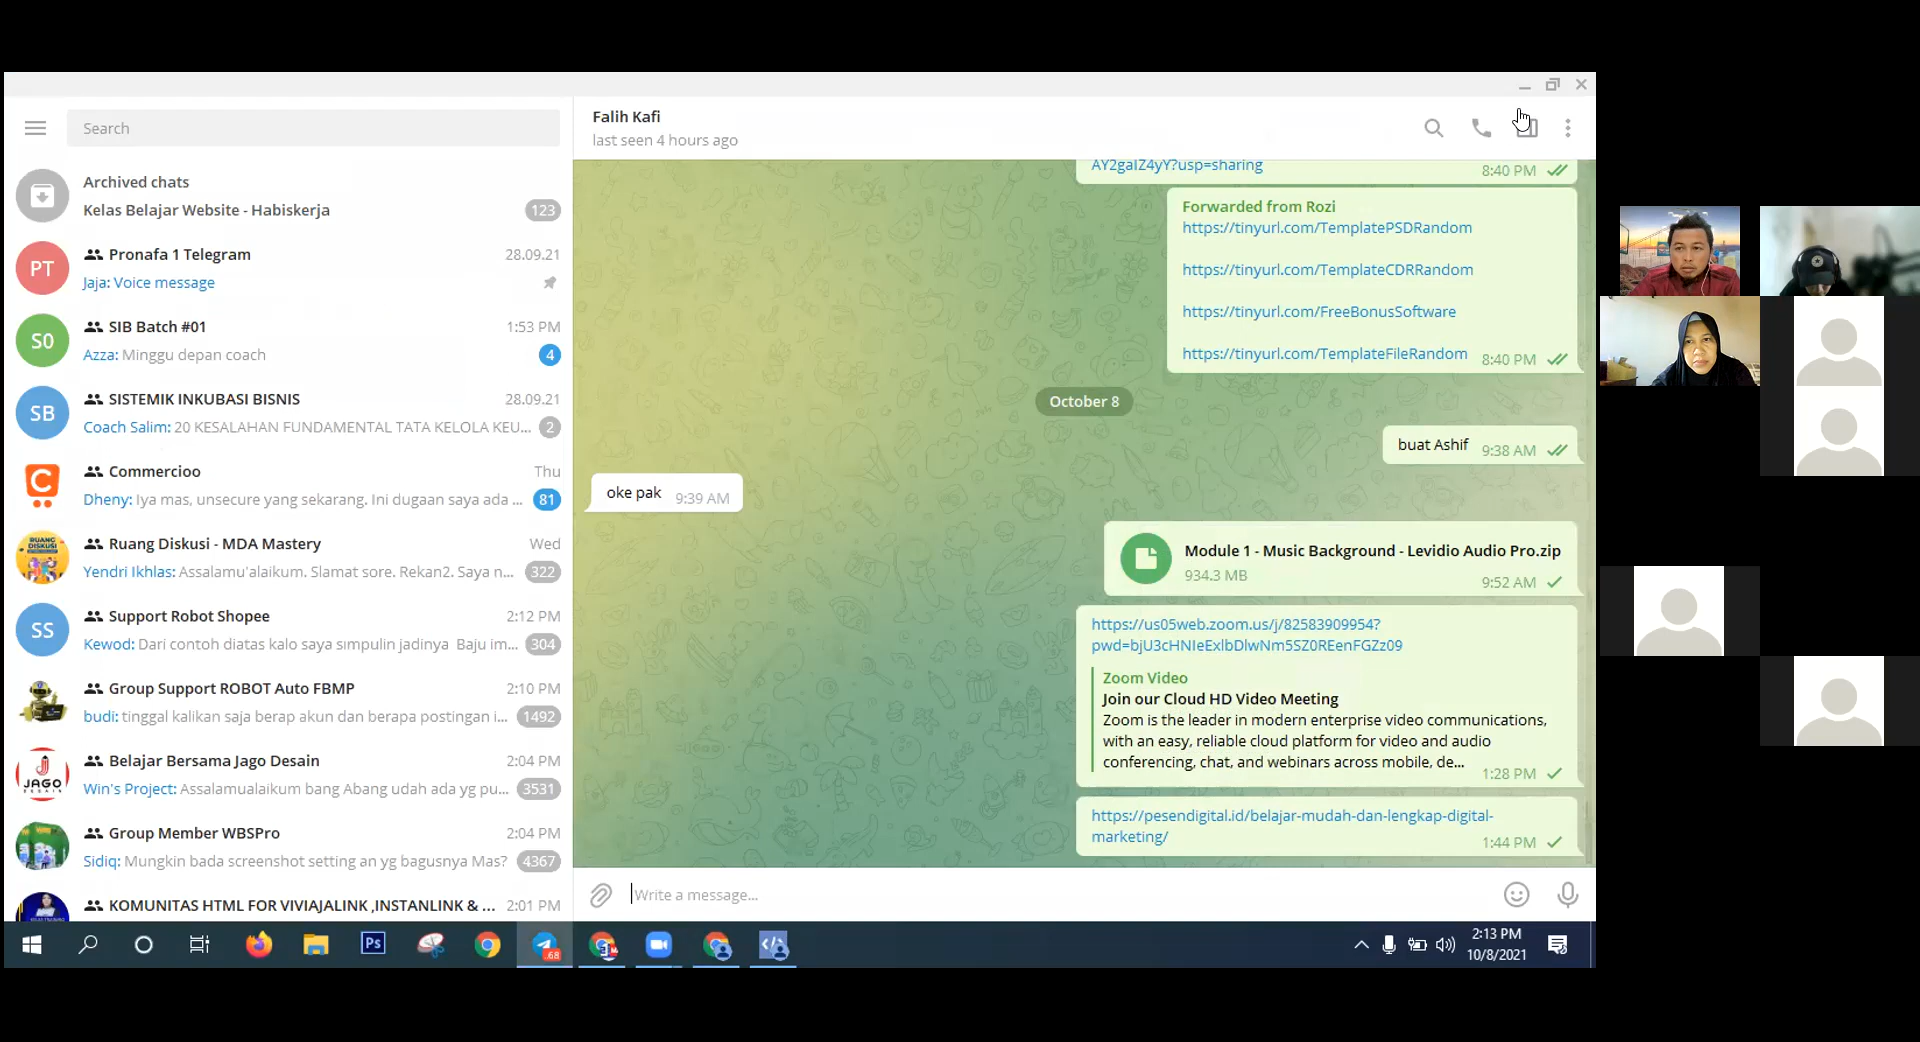 Search
Archived chats
Kelas Belajar Website - Habiskerja
123
PT
Pronafa 1 Telegram
28.09.21
Jaja: Voice message
S0
SIB Batch #01
1:53 PM
Azza: Minggu depan coach
4
SB
SISTEMIK INKUBASI BISNIS
28.09.21
Coach Salim: 20 KESALAHAN FUNDAMENTAL TATA KELOLA KEU...
2
Commercioo
Thu
Dheny: Iya mas, unsecure yang sekarang. Ini dugaan saya ada ...
81
RUANG
DISKUSI
Ruang Diskusi - MDA Mastery
Wed
Yendri Ikhlas: Assalamu'alaikum. Slamat sore. Rekan2. Saya n...
322
SS
Support Robot Shopee
2:12 PM
Kewod: Dari contoh diatas kalo saya simpulin jadinya Baju im...
304
Group Support ROBOT Auto FBMP
2:10 PM
budi: tinggal kalikan saja berap akun dan berapa postingan i...
1492
JAGO
Belajar Bersama Jago Desain
2:04 PM
Win's Project: Assalamualaikum bang Abang udah ada yg pu...
3531
Group Member WBSPro
2:04 PM
Sidiq: Mungkin bada screenshot setting an yg bagusnya Mas?
4367
KOMUNITAS HTML FOR VIVIAJALINK ,INSTANLINK & ...
2:01 PM
Falih Kafi
last seen 4 hours ago
AY2gaIZ4yY?usp=sharing
8:40 PM
Forwarded from Rozi
https://tinyurl.com/TemplatePSDRandom
https://tinyurl.com/TemplateCDRRandom
https://tinyurl.com/FreeBonusSoftware
https://tinyurl.com/TemplateFileRandom
8:40 PM
October 8
buat Ashif
9:38 AM
oke pak
9:39 AM
Module 1 - Music Background - Levidio Audio Pro.zip
934.3 MB
9:52 AM
https://us05web.zoom.us/j/82583909954?
pwd=bjU3cHNIeExlbDlwNm5SZ0REenFGZz09
Zoom Video
Join our Cloud HD Video Meeting
Zoom is the leader in modern enterprise video communications,
with an easy, reliable cloud platform for video and audio
conferencing, chat, and webinars across mobile, de...
1:28 PM
https://pesendigital.id/belajar-mudah-dan-lengkap-digital-
marketing/
1:44 PM
Write a message...
Ps
.68
2:13 PM
10/8/2021